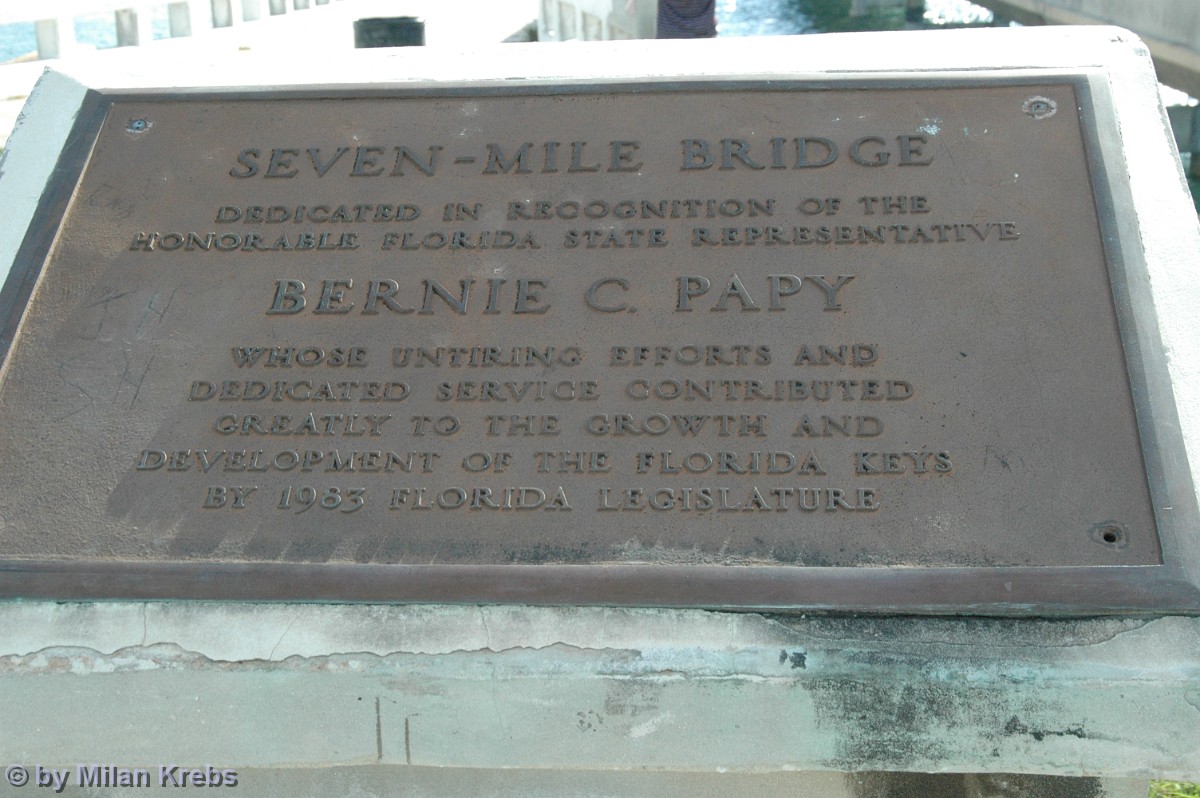 SEVEN-MILE BRIDGE
DEDICATED IN RECOGNITION OF THE
HONORABLE FLORIDA STATE REPRESENTATIVE
BERNIE C. PAPY
WHOSE UNTIRING EFFORTS AND
DEDICATED SERVICE CONTRIBUTED
GREATLY TO THE GROWTH AND
DEVELOPMENT OF THE FLORIDA KEYS
BY 1983 FLORIDA LEGISLATURE
© by Milan Krebs